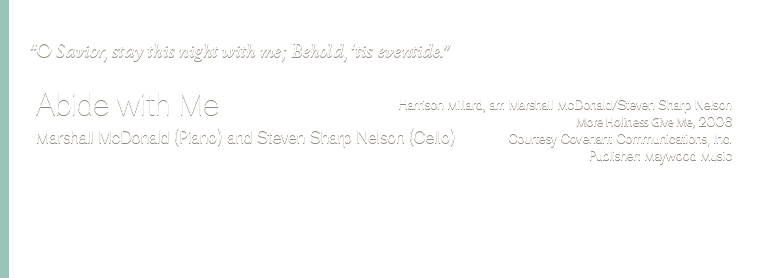 "O Savior, stay this night with me; Behold, 'tis eventide."
Abide with Me
Marshall McDonald (Piano) and Steven Sharp Nelson (Cello)
Harrison Millard, arr. Marshall McDonald/Steven Sharp Nelson
More Holiness Give Me, 2008
Courtesy Covenant Communications, Inc.
Publisher: Maywood Music